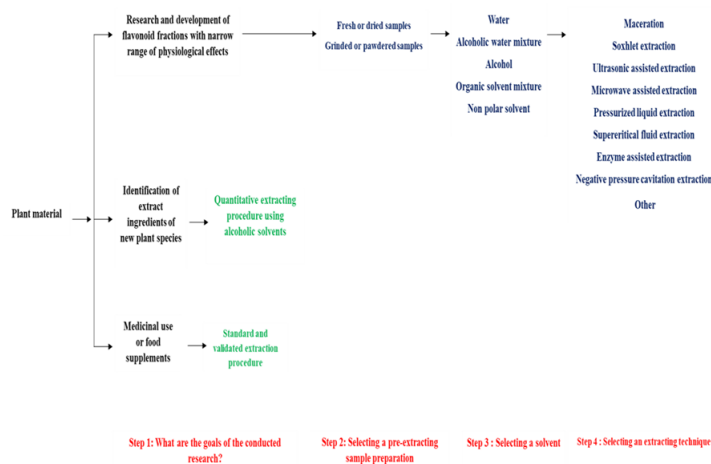 Plant material
Research and development of
flavonoid fractions with narrow
range of physiological effects
Fresh or dried samples
Grinded or pawdered samples
Water
Alcoholic water mixture
Alcohol
Organic solvent mixture
Non polar solvent
Maceration
Soxhlet extraction
Ultrasonic assisted extraction
Microwave assisted extraction
Pressurized liquid extraction
Supereritical fluid extraction
Enzyme assisted extraction
Negative pressure cavitation extraction
Other
Identification of
extract
ingredients of
new plant species
Quantitative extracting
procedure using
alcoholic solvents
Medicinal use
or food
supplements
Standard and
validated extraction
procedure
Step 1: What are the goals of the conducted
research?
Step 2: Selecting a pre-extracting
sample preparation
Step 3 : Selecting a solvent
Step 4 : Selecting an extracting technique